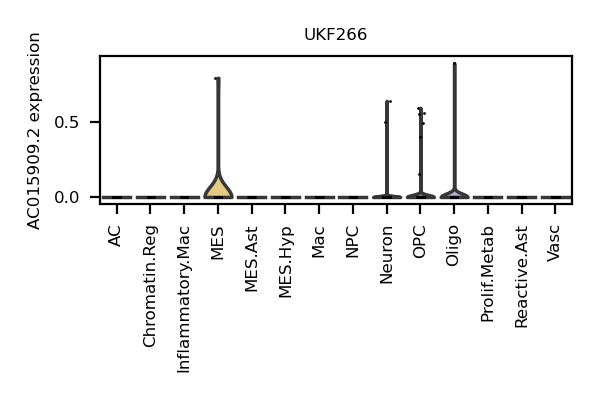 UKF266
AC015909.2 expression
0.5
0.0
AC
Chromatin.Reg
Inflammatory.Mac
MES
MES.Ast
MES.Hyp
Mac
NPC
Neuron
OPC
Oligo
Prolif.Metab
Reactive.Ast
Vasc